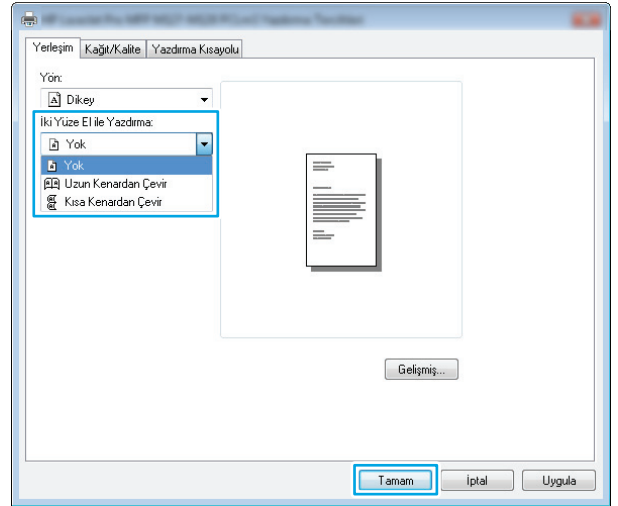 Yerleşim Kağıt/Kalite Yazdırma Kısayolu
Yön:
Dikey
İki Yüze El ile Yazdırma:
Yok
Yok
Uzun Kenardan Çevir
Kısa Kenardan Çevir
Gelişmiş...
Tamam İptal Uygula